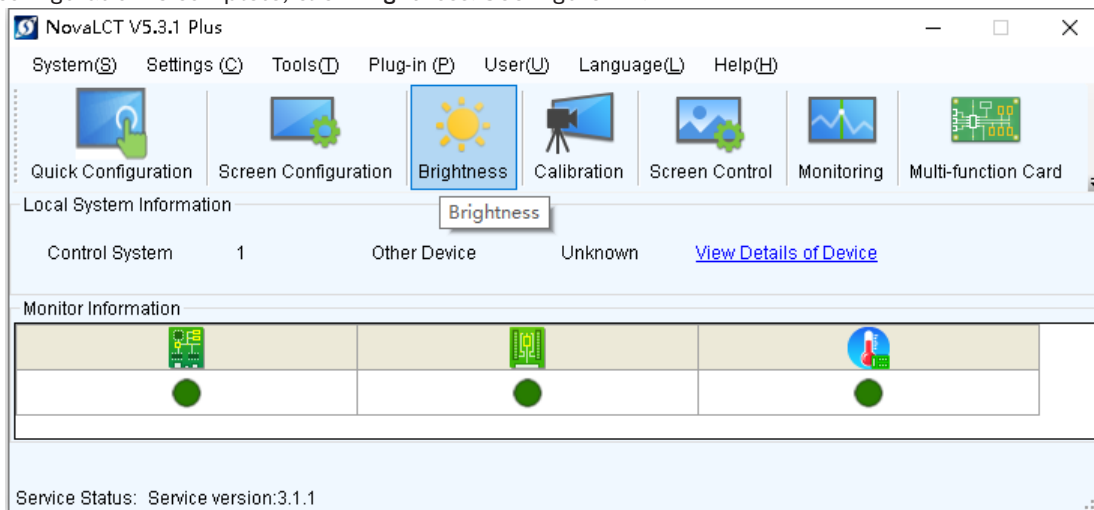 NovaLCT V5.3.1 Plus
System(S) Settings (C) Tools(T) Plug-in (P) User(U) Language(L) Help(H)
Quick Configuration Screen Configuration Brightness Calibration Screen Control Monitoring Multi-function Card
Local System Information
Brightness
Control System 1 Other Device Unknown View Details of Device
Monitor Information
Service Status: Service version:3.1.1